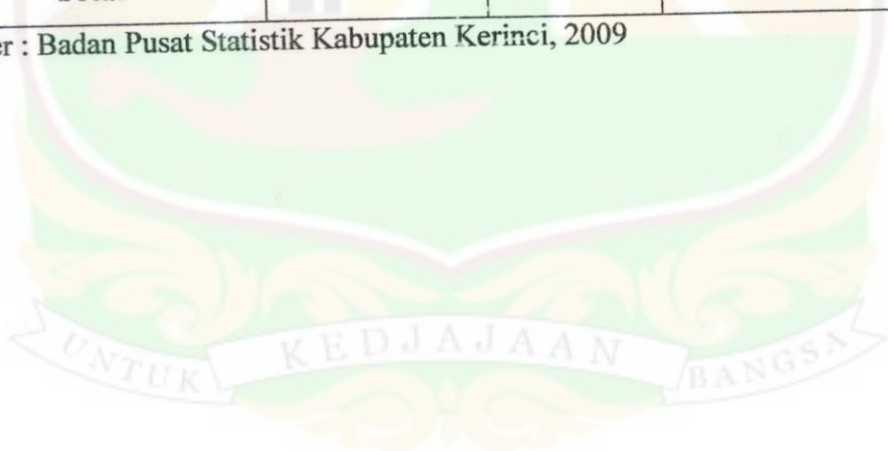 er : Badan Pusat Statistik Kabupaten Kerinci, 2009
UNTUK KEDJAJAAN BANGSA